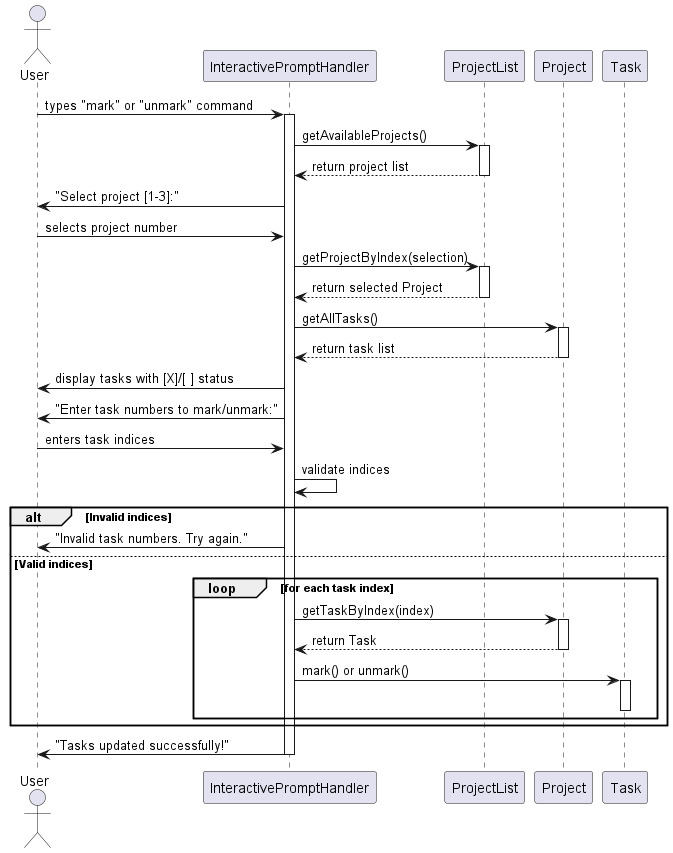 User
InteractivePromptHandler
ProjectList
Project
Task
types "mark" or "unmark" command
getAvailableProjects()
return project list
"Select project [1-3]:"
selects project number
getProjectByIndex(selection)
return selected Project
getAllTasks()
return task list
display tasks with [X]/[ ] status
"Enter task numbers to mark/unmark:"
enters task indices
validate indices
alt
[Invalid indices]
"Invalid task numbers. Try again."
[Valid indices]
loop
[for each task index]
getTaskByIndex(index)
return Task
mark() or unmark()
"Tasks updated successfully!"
User
InteractivePromptHandler
ProjectList
Project
Task